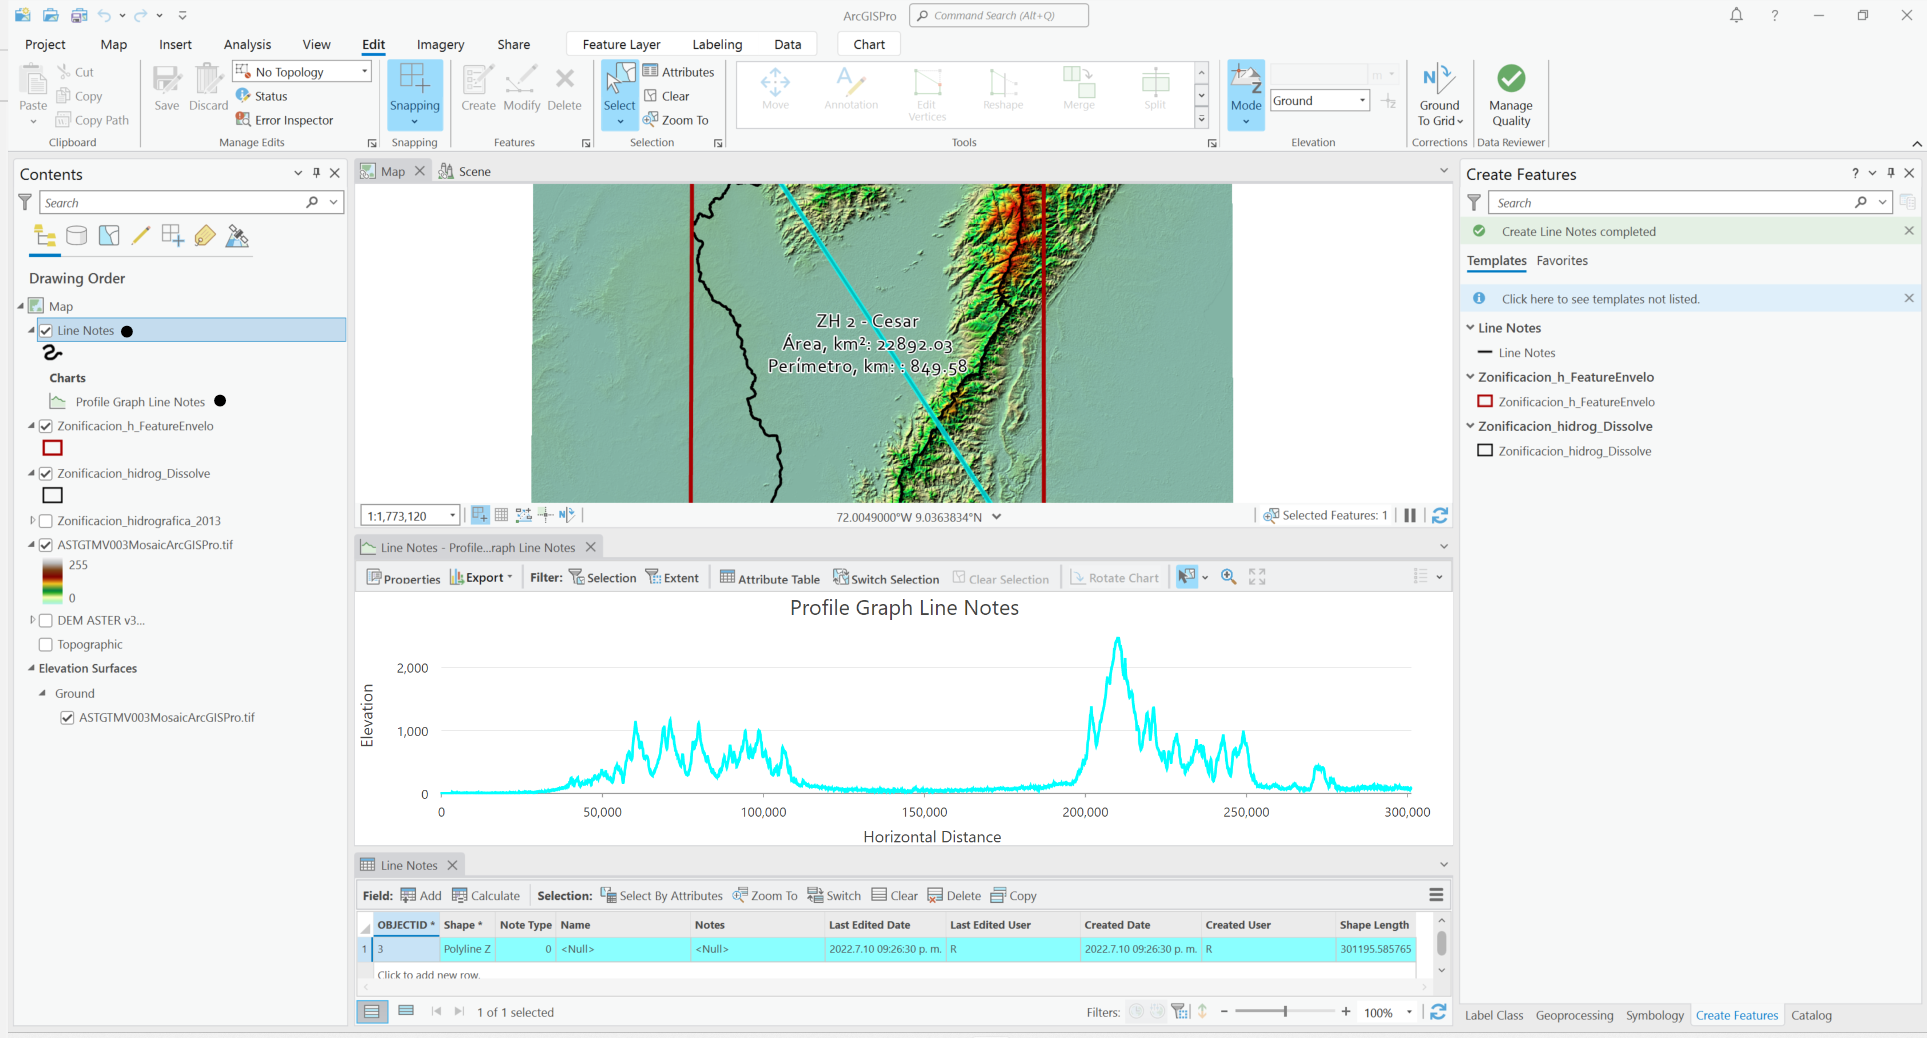 ArcGISPro
Command Search (Alt+Q)
Project Map Insert Analysis View Edit Imagery Share Feature Layer Labeling Data Chart
Paste
Cut
Copy
Copy Path
Clipboard
Save
Discard
No Topology
Status
Error Inspector
Manage Edits
Snapping
Snapping
Create
Modify
Delete
Features
Select
Attributes
Clear
Zoom To
Selection
Move
Annotation
Edit
Vertices
Reshape
Merge
Split
Tools
Mode
m
Ground
Elevation
Ground
To Grid
Corrections
Manage
Quality
Data Reviewer
Contents
Search
Drawing Order
Map
Line Notes
Charts
Profile Graph Line Notes
Zonificacion_h_FeatureEnvelo
Zonificacion_hidrog_Dissolve
Zonificacion_hidrografica_2013
ASTGTMV003MosaicArcGISPro.tif
255
0
DEM ASTER v3...
Topographic
Elevation Surfaces
Ground
ASTGTMV003MosaicArcGISPro.tif
Map
Scene
ZH 2 - Cesar
Área, km²: 22892.03
Perímetro, km: : 849.58
1:1,773,120
72.0049000°W 9.0363834°N
Selected Features: 1
Line Notes - Profile...raph Line Notes
Properties Export Filter: Selection Extent Attribute Table Switch Selection Clear Selection Rotate Chart
Profile Graph Line Notes
Elevation
2,000
1,000
0
0 50,000 100,000 150,000 200,000 250,000 300,000
Horizontal Distance
Line Notes
Field: Add Calculate Selection: Select By Attributes Zoom To Switch Clear Delete Copy
OBJECTID * Shape * Note Type Name Notes Last Edited Date Last Edited User Created Date Created User Shape Length
1 3 Polyline Z 0 <Null> <Null> 2022.7.10 09:26:30 p. m. R 2022.7.10 09:26:30 p. m. R 301195.585765
Click to add new row.
1 of 1 selected
Filters:
100%
Create Features
Search
Create Line Notes completed
Templates Favorites
Click here to see templates not listed.
Line Notes
Line Notes
Zonificacion_h_FeatureEnvelo
Zonificacion_h_FeatureEnvelo
Zonificacion_hidrog_Dissolve
Zonificacion_hidrog_Dissolve
Label Class Geoprocessing Symbology Create Features Catalog